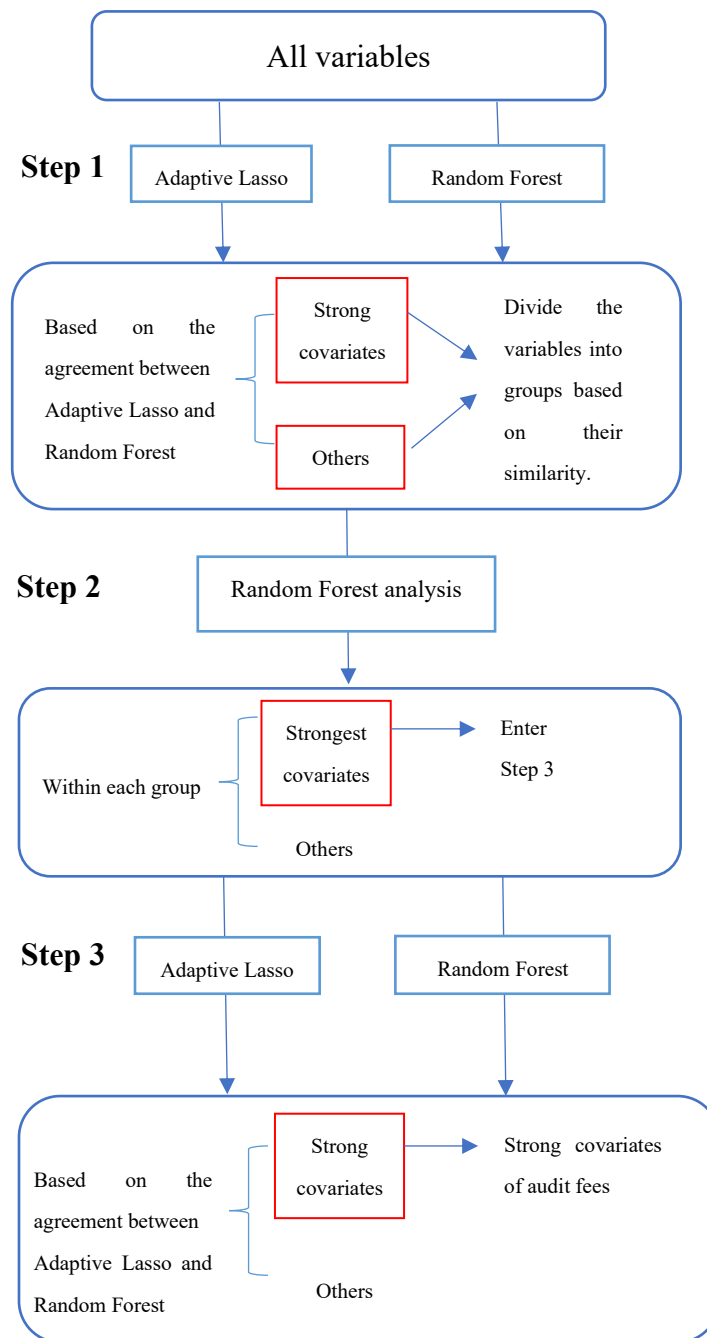 All variables
Step 1
Adaptive Lasso
Random Forest
Based on the
agreement between
Adaptive Lasso and
Random Forest
Strong
covariates
Others
Divide the
variables into
groups based
on their
similarity.
Step 2
Random Forest analysis
Within each group
Strongest
covariates
Others
Enter
Step 3
Step 3
Adaptive Lasso
Random Forest
Based on the
agreement between
Adaptive Lasso and
Random Forest
Strong
covariates
Others
Strong covariates
of audit fees